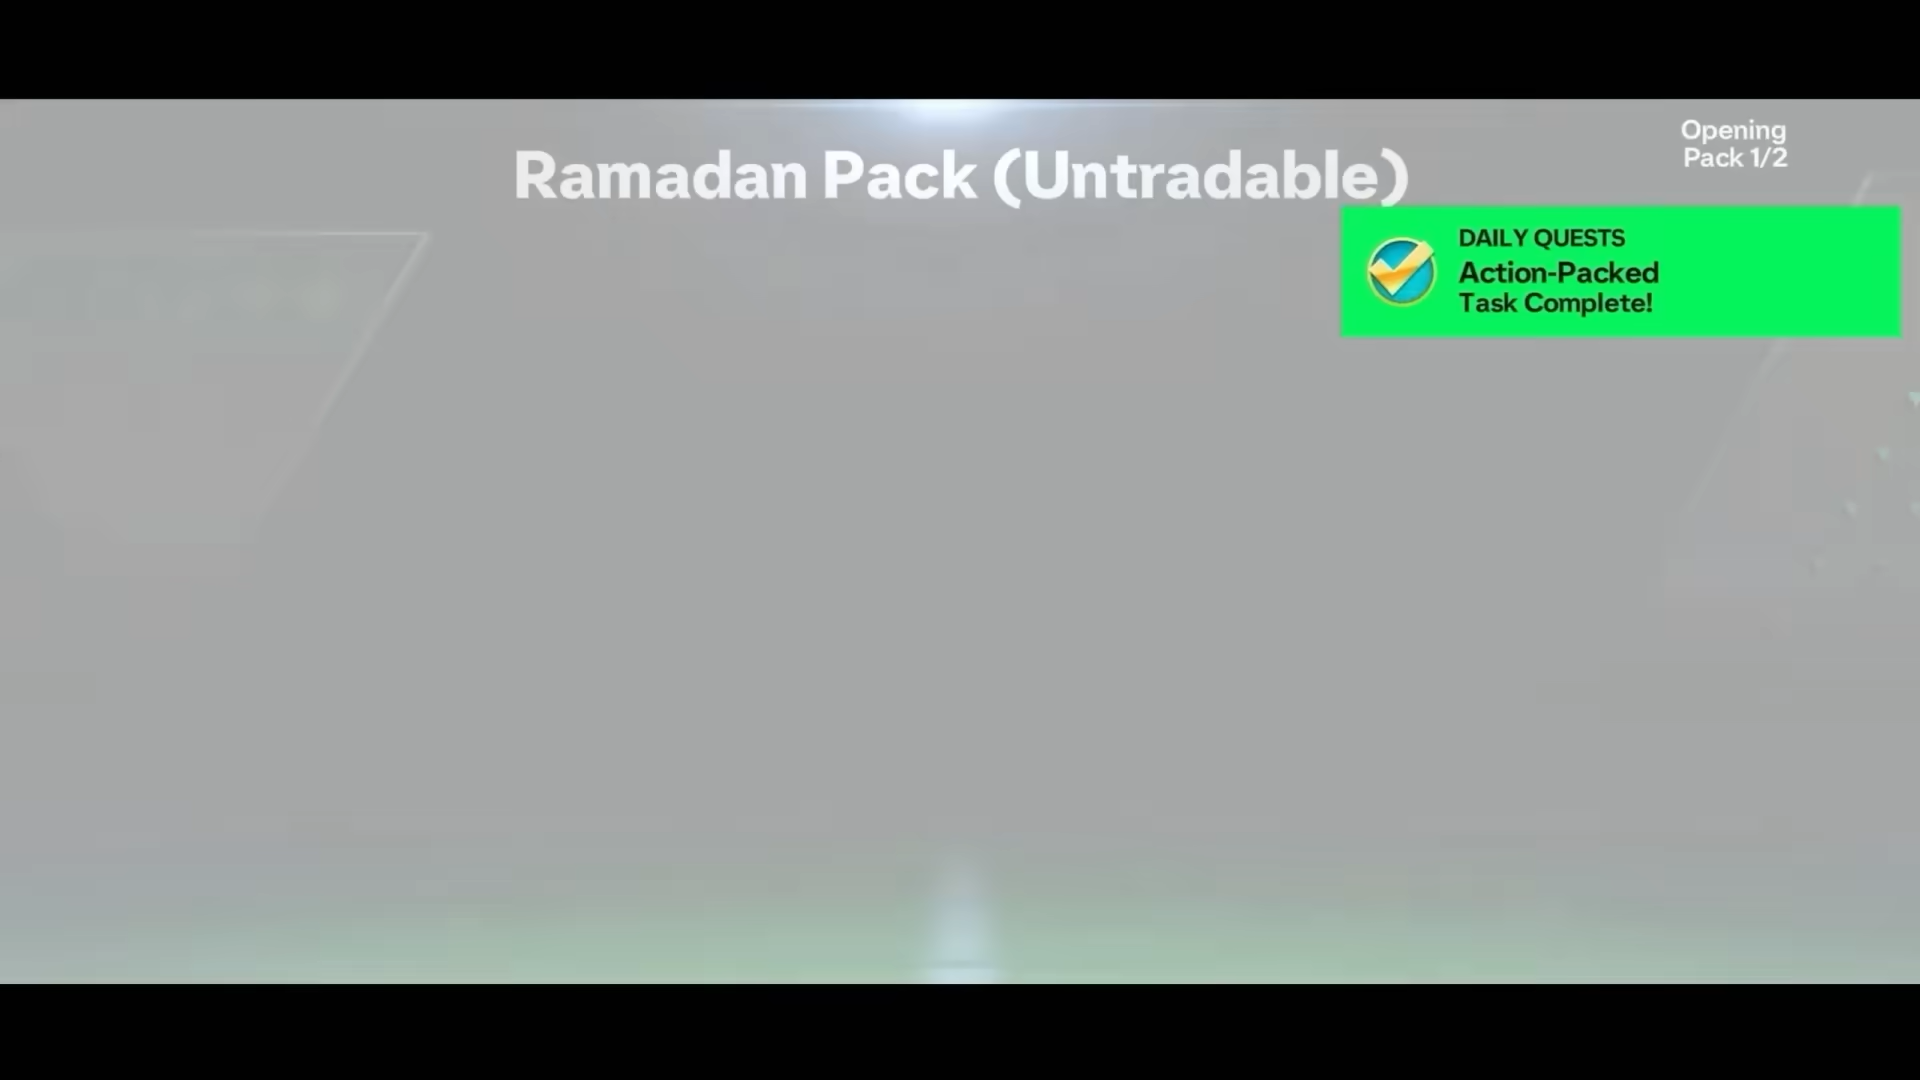 Ramadan Pack (Untradable)
Opening
Pack 1/2
DAILY QUESTS
Action-Packed
Task Complete!